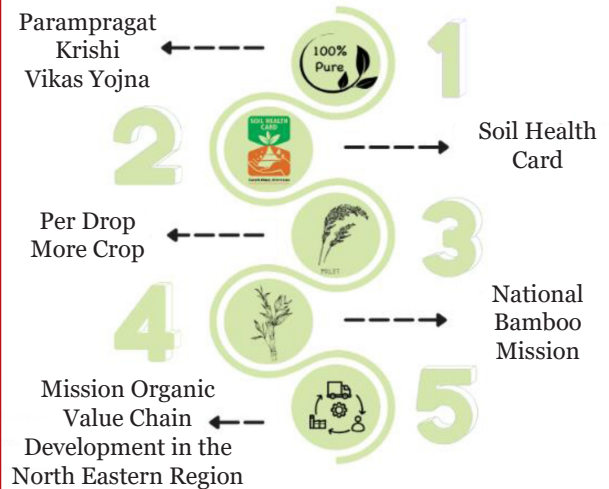 Parampragat
Krishi
Vikas Yojna
100%
Pure
1
2
SOIL HEALTH
CARD
Soil Health
Card
Per Drop
More Crop
3
4
National
Bamboo
Mission
Mission Organic
Value Chain
Development in the
North Eastern Region
5